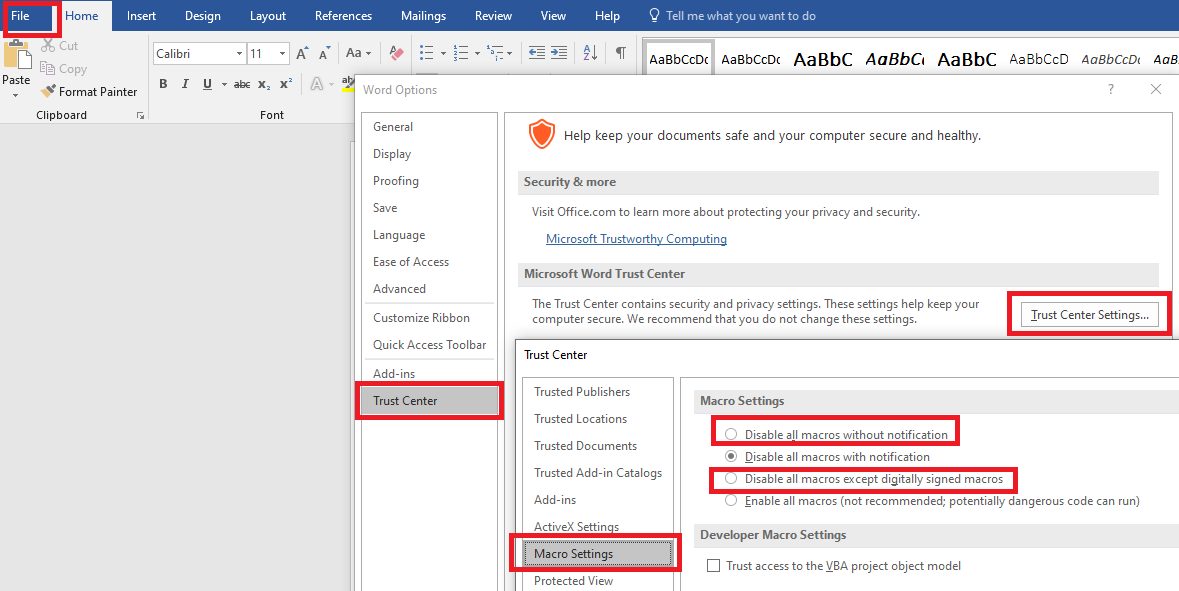 File Home Insert Design Layout References Mailings Review View Help Tell me what you want to do
Cut
Copy
Paste
Format Painter
Clipboard
Calibri 11 Aa
B I U abc x₂ x² A ab
Font
AaBbCcDc AaBbCcDc AaBbC AaBbC AaBbC AaBbCcD AaBbCcDc AaBb
Word Options ?
General
Display
Proofing
Save
Language
Ease of Access
Advanced
Customize Ribbon
Quick Access Toolbar
Add-ins
Trust Center
Help keep your documents safe and your computer secure and healthy.
Security & more
Visit Office.com to learn more about protecting your privacy and security.
Microsoft Trustworthy Computing
Microsoft Word Trust Center
The Trust Center contains security and privacy settings. These settings help keep your
computer secure. We recommend that you do not change these settings.
Trust Center Settings...
Trust Center
Trusted Publishers
Trusted Locations
Trusted Documents
Trusted Add-in Catalogs
Add-ins
ActiveX Settings
Macro Settings
Protected View
Macro Settings
Disable all macros without notification
Disable all macros with notification
Disable all macros except digitally signed macros
Enable all macros (not recommended; potentially dangerous code can run)
Developer Macro Settings
Trust access to the VBA project object model